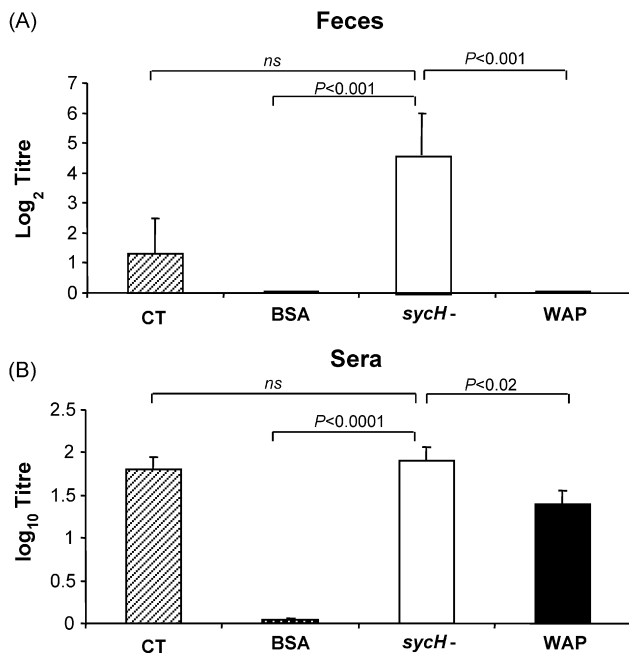 (A)
Feces
ns
P<0.001
P<0.001
7
6
5
4
3
2
1
0
Log2 Titre
CT BSA sycH- WAP
(B)
Sera
ns
P<0.02
P<0.0001
2.5
2
1.5
1
0.5
0
log10 Titre
CT BSA sycH- WAP